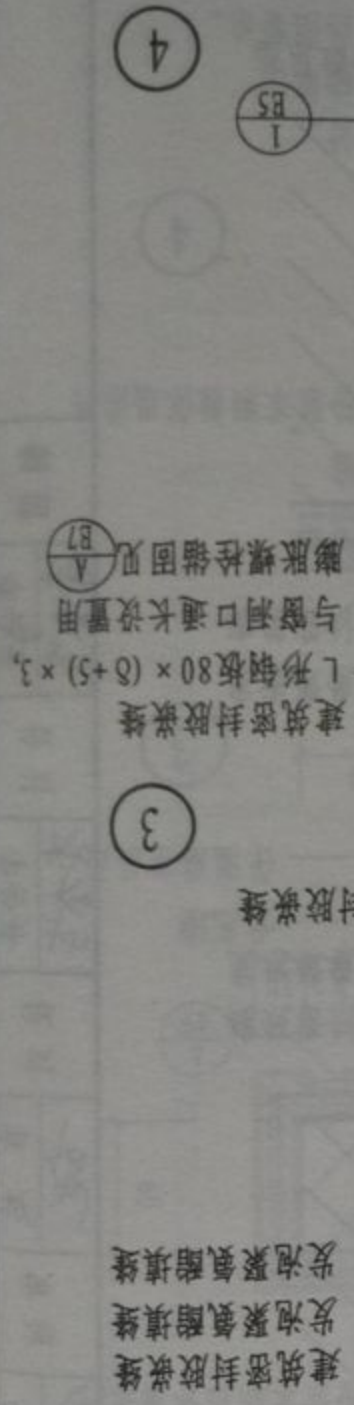 建筑密封胶嵌缝
发泡聚氨酯填缝
发泡聚氨酯填缝
胶嵌缝
3
建筑密封胶嵌缝
L 形钢板80×(δ+5)×3,
与窗洞口通长设置用
膨胀螺栓锚固见 A
B7
1
B5
4